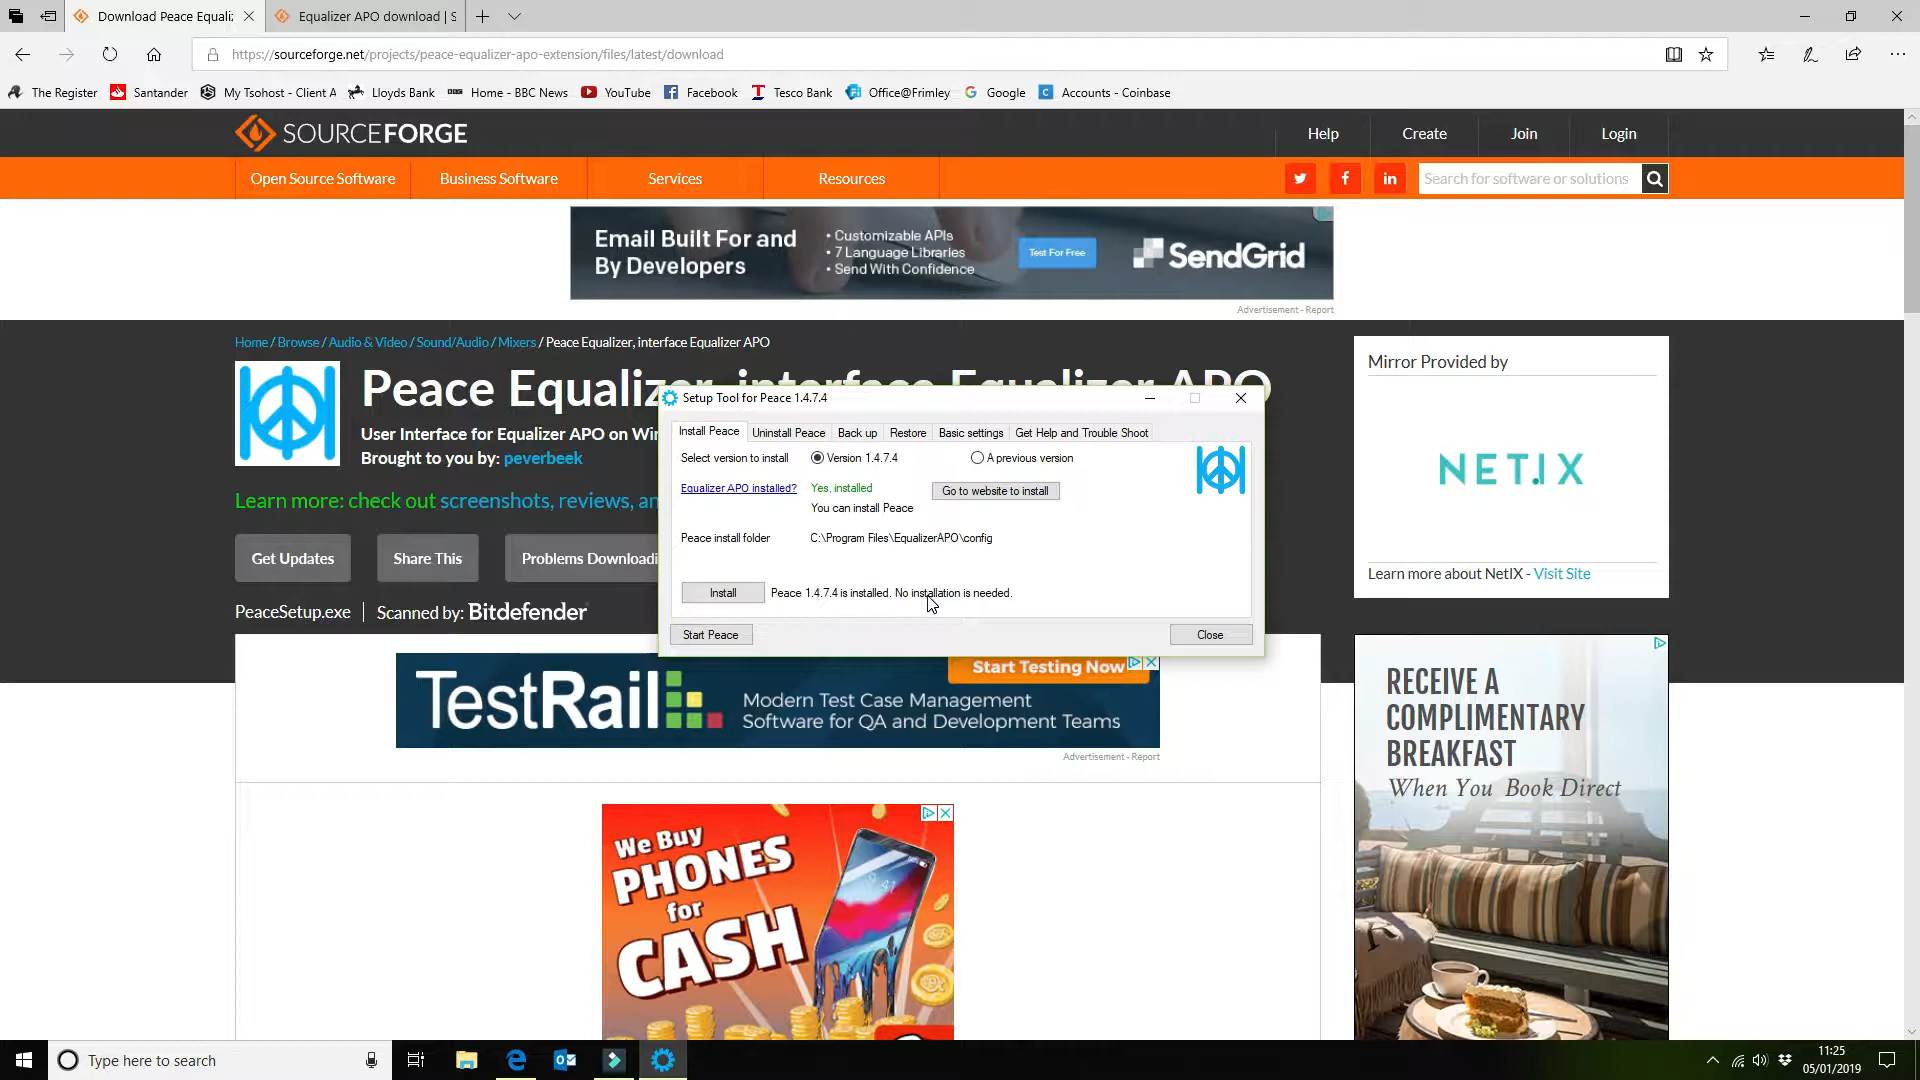 Download Peace Equaliz
Equalizer APO download | S
https://sourceforge.net/projects/peace-equalizer-apo-extension/files/latest/download
The Register
Santander
My Tsohost - Client A
Lloyds Bank
Home - BBC News
YouTube
Facebook
Tesco Bank
Office@Frimley
Google
Accounts - Coinbase
SOURCEFORGE
Help
Create
Join
Login
Open Source Software
Business Software
Services
Resources
Search for software or solutions
Email Built For and
By Developers
• Customizable APIs
• 7 Language Libraries
• Send With Confidence
Test For Free
SendGrid
Advertisement - Report
Home / Browse / Audio & Video / Sound/Audio / Mixers / Peace Equalizer, interface Equalizer APO
Peace Equalizer, interface Equalizer APO
User Interface for Equalizer APO on Win
Brought to you by: peverbeek
Learn more: check out screenshots, reviews, an
Get Updates
Share This
Problems Downloadi
PeaceSetup.exe
Scanned by: Bitdefender
Setup Tool for Peace 1.4.7.4
Install Peace
Uninstall Peace
Back up
Restore
Basic settings
Get Help and Trouble Shoot
Select version to install
Version 1.4.7.4
A previous version
Equalizer APO installed?
Yes, installed
Go to website to install
You can install Peace
Peace install folder
C:\Program Files\EqualizerAPO\config
Install
Peace 1.4.7.4 is installed. No installation is needed.
Start Peace
Close
Mirror Provided by
NETIX
Learn more about NetIX - Visit Site
TestRail
Start Testing Now
Modern Test Case Management
Software for QA and Development Teams
Advertisement - Report
We Buy
PHONES
for
CASH
9:41
RECEIVE A
COMPLIMENTARY
BREAKFAST
When You Book Direct
Type here to search
11:25
05/01/2019